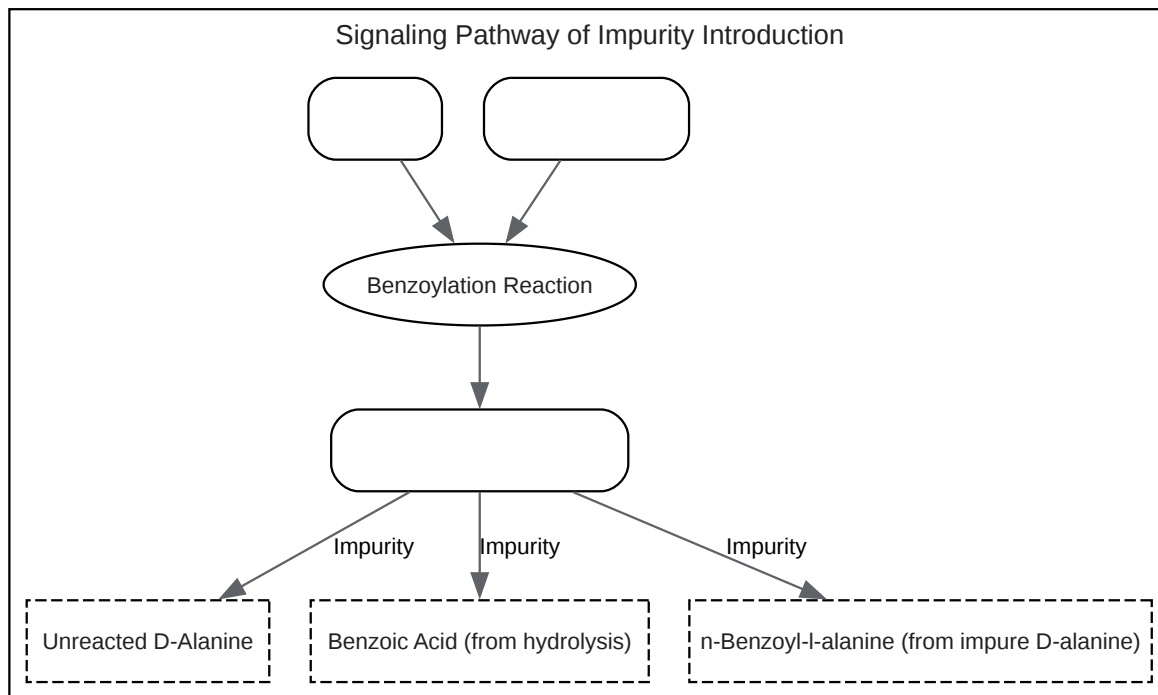 Signaling Pathway of Impurity Introduction
Benzoylation Reaction
Impurity
Impurity
Impurity
Unreacted D-Alanine
Benzoic Acid (from hydrolysis)
n-Benzoyl-l-alanine (from impure D-alanine)